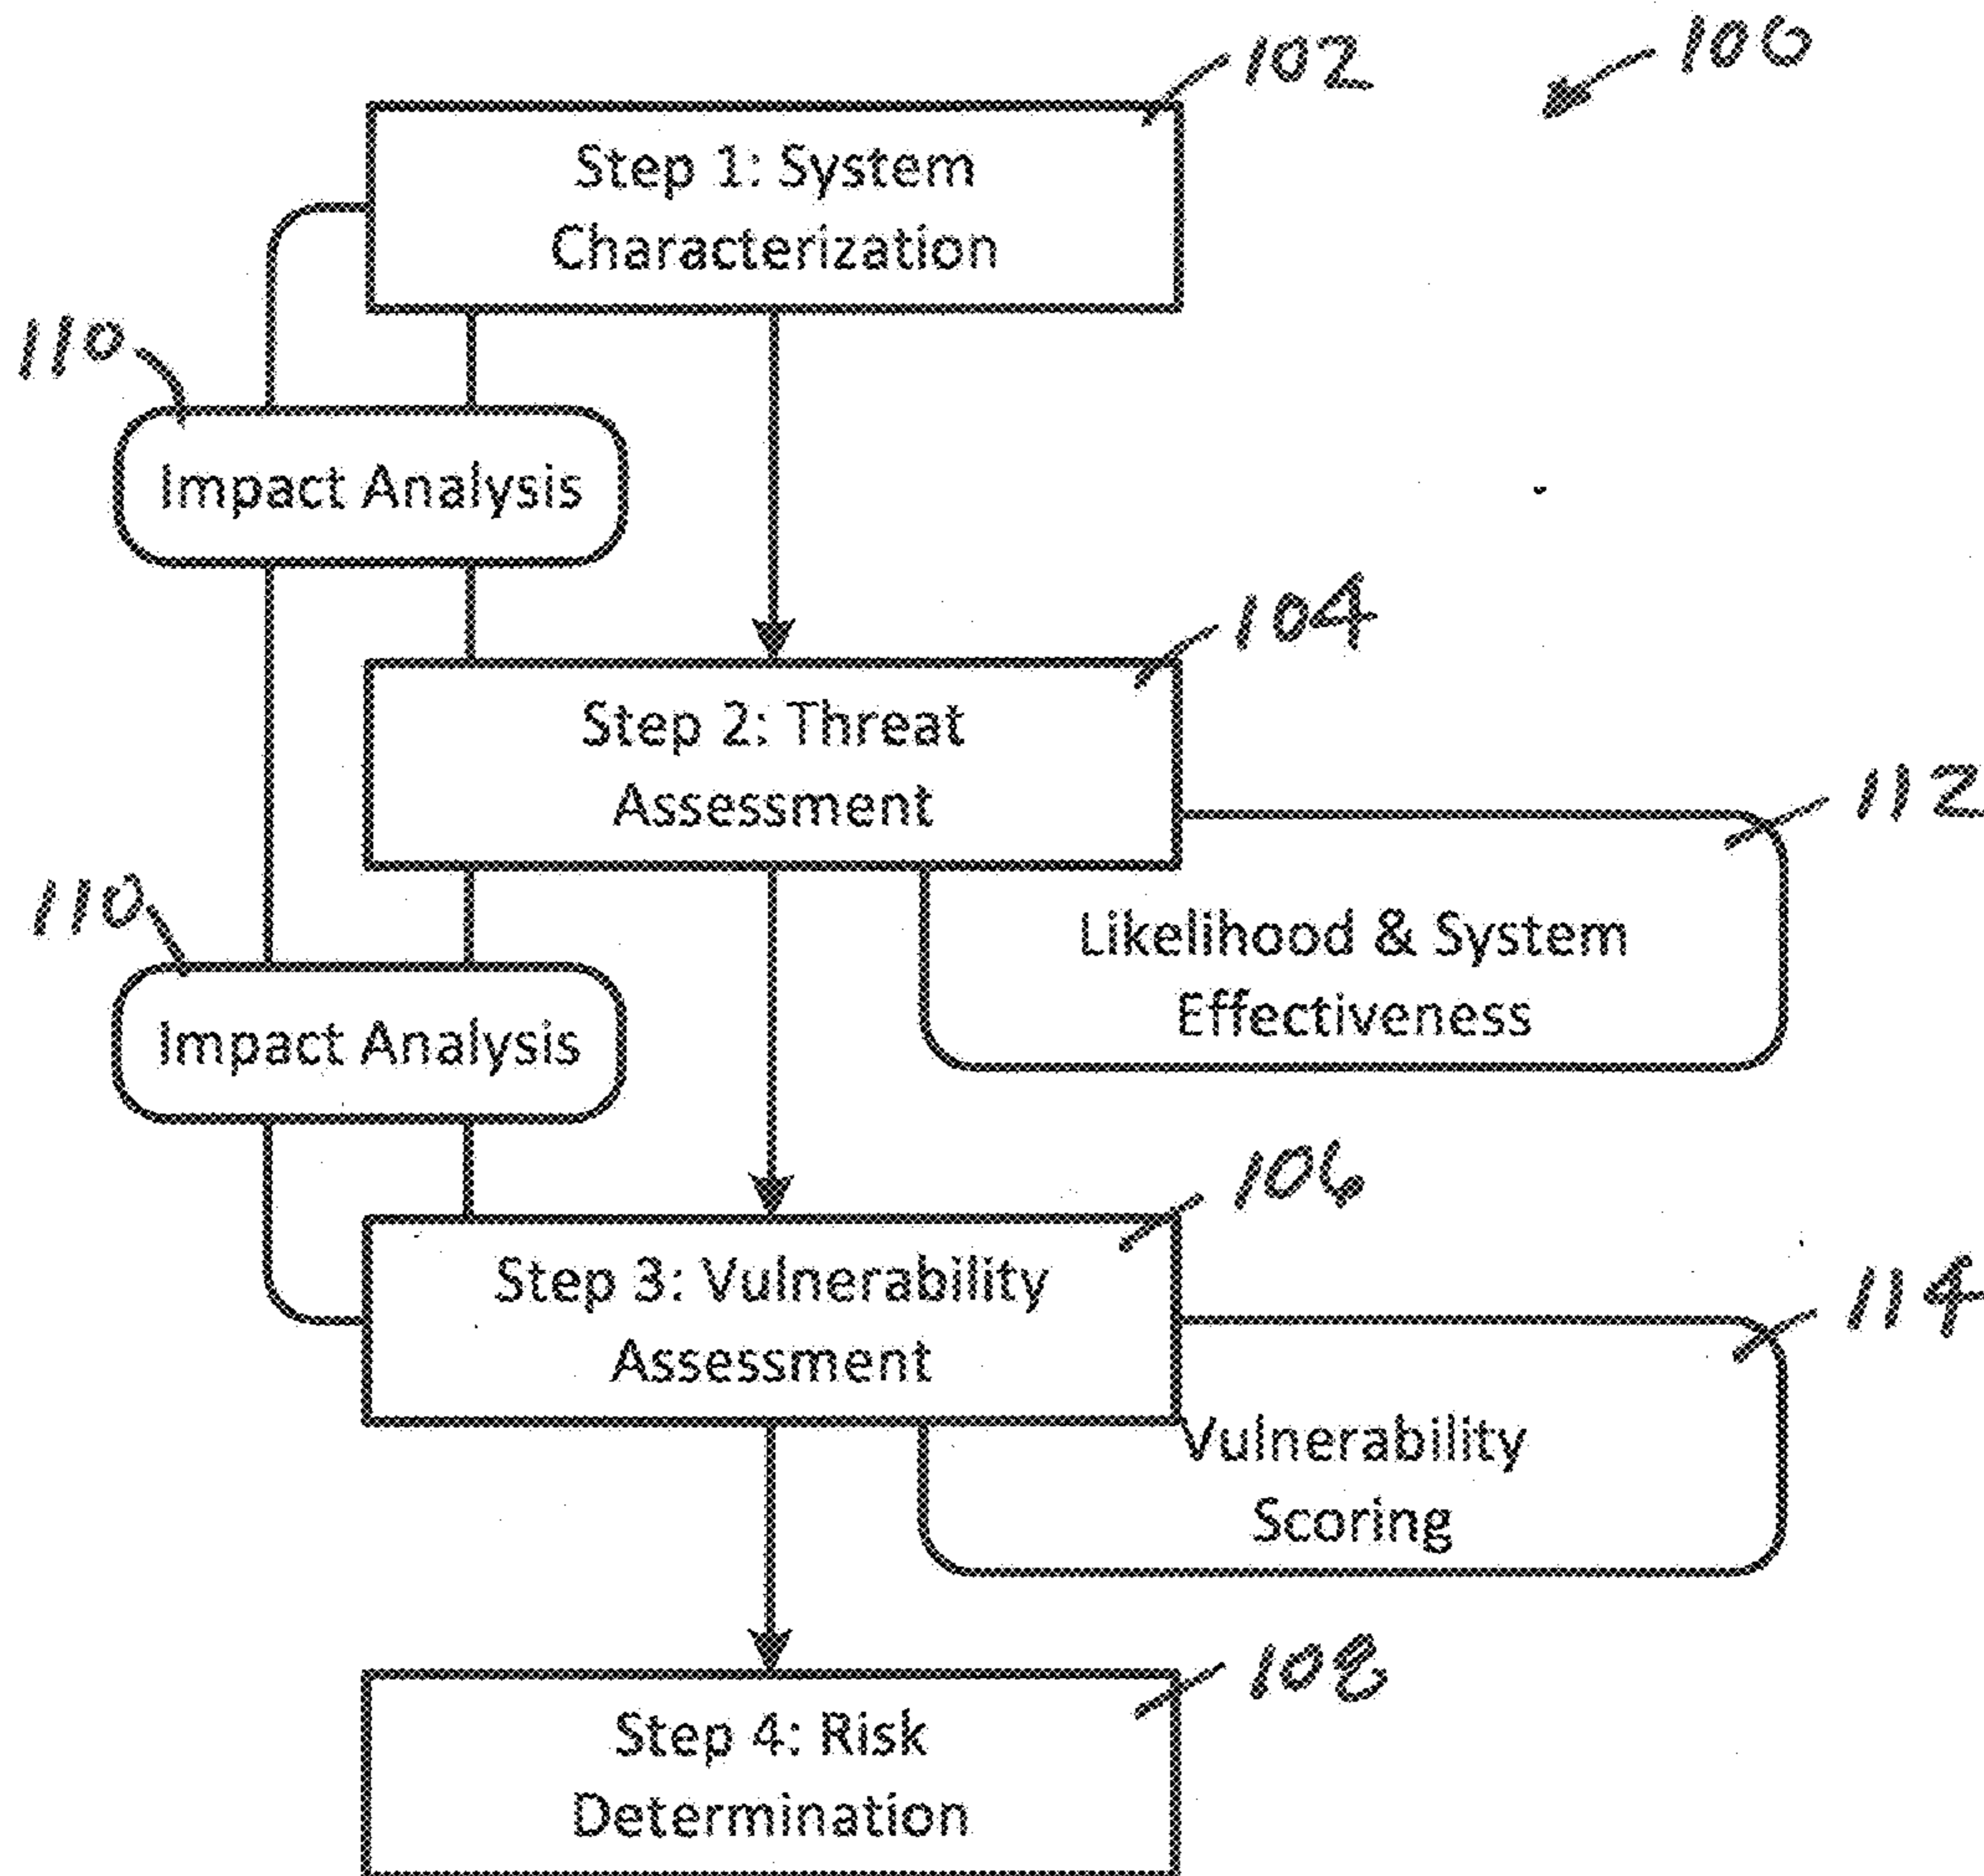 100
102
Step 1: System
Characterization
110
Impact Analysis
104
Step 2: Threat
Assessment
112
Likelihood & System
Effectiveness
110
Impact Analysis
106
Step 3: Vulnerability
Assessment
114
Vulnerability
Scoring
108
Step 4: Risk
Determination